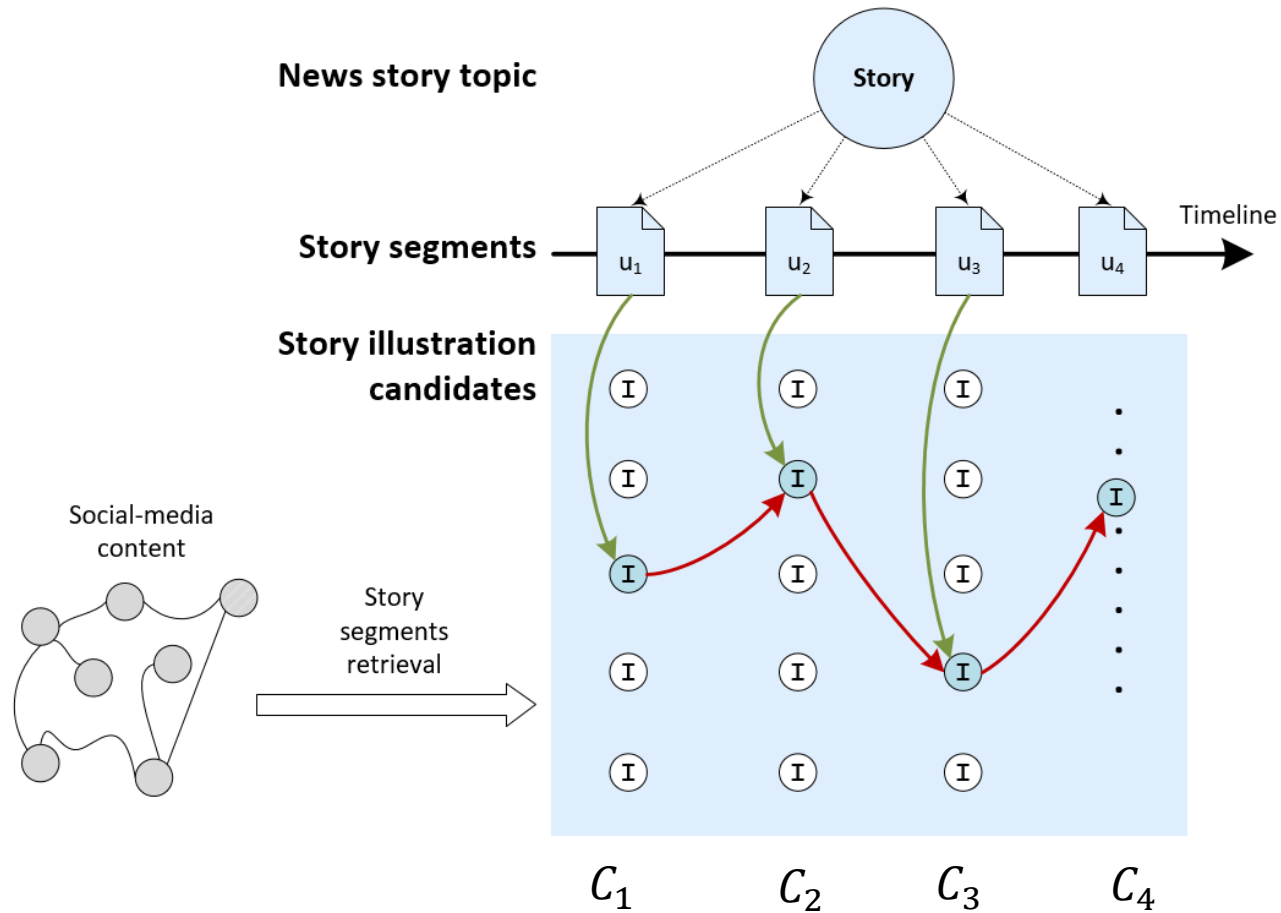 News story topic
Story
Timeline
Story segments
u₁
u₂
u₃
u₄
Story illustration
candidates
I I I
I I I
I
Social-media
content
I I I
Story
segments
retrieval
I I I
I I I
C₁ C₂ C₃ C₄